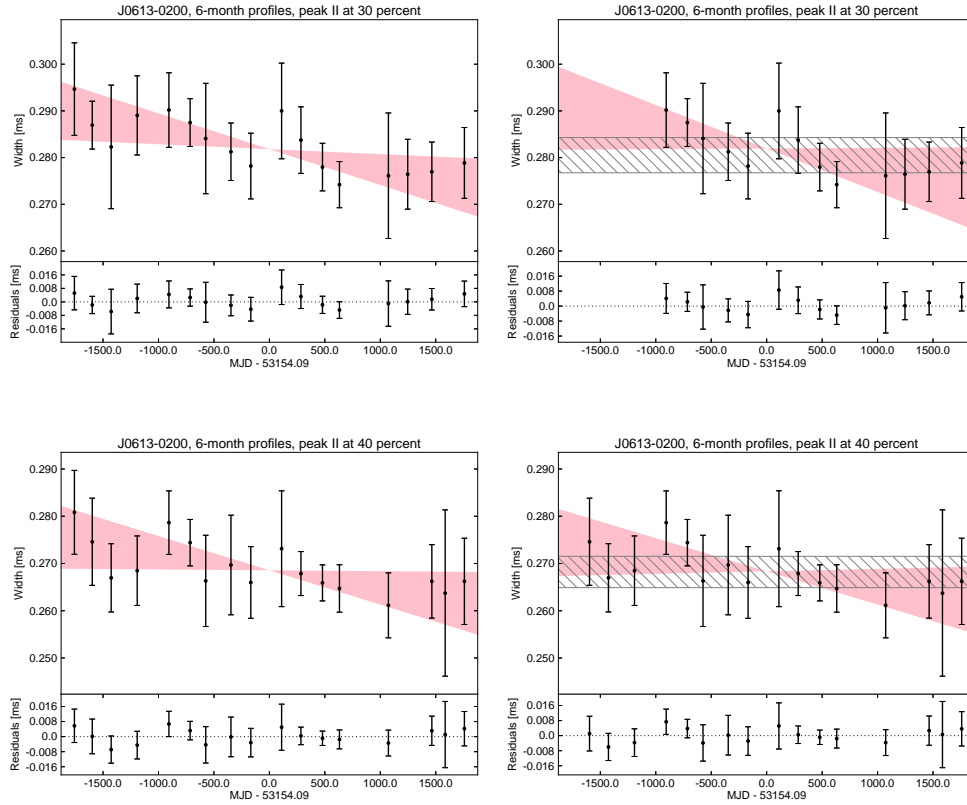 J0613-0200, 6-month profiles, peak II at 30 percent
0.300
0.290
0.280
0.270
0.260
Width [ms]
0.016
0.008
0.0
-0.008
-0.016
Residuals [ms]
-1500.0 -1000.0 -500.0 0.0 500.0 1000.0 1500.0
MJD - 53154.09
J0613-0200, 6-month profiles, peak II at 30 percent
0.300
0.290
0.280
0.270
0.260
Width [ms]
0.016
0.008
0.0
-0.008
-0.016
Residuals [ms]
-1500.0 -1000.0 -500.0 0.0 500.0 1000.0 1500.0
MJD - 53154.09
J0613-0200, 6-month profiles, peak II at 40 percent
0.290
0.280
0.270
0.260
0.250
Width [ms]
0.016
0.008
0.0
-0.008
-0.016
Residuals [ms]
-1500.0 -1000.0 -500.0 0.0 500.0 1000.0 1500.0
MJD - 53154.09
J0613-0200, 6-month profiles, peak II at 40 percent
0.290
0.280
0.270
0.260
0.250
Width [ms]
0.016
0.008
0.0
-0.008
-0.016
Residuals [ms]
-1500.0 -1000.0 -500.0 0.0 500.0 1000.0 1500.0
MJD - 53154.09